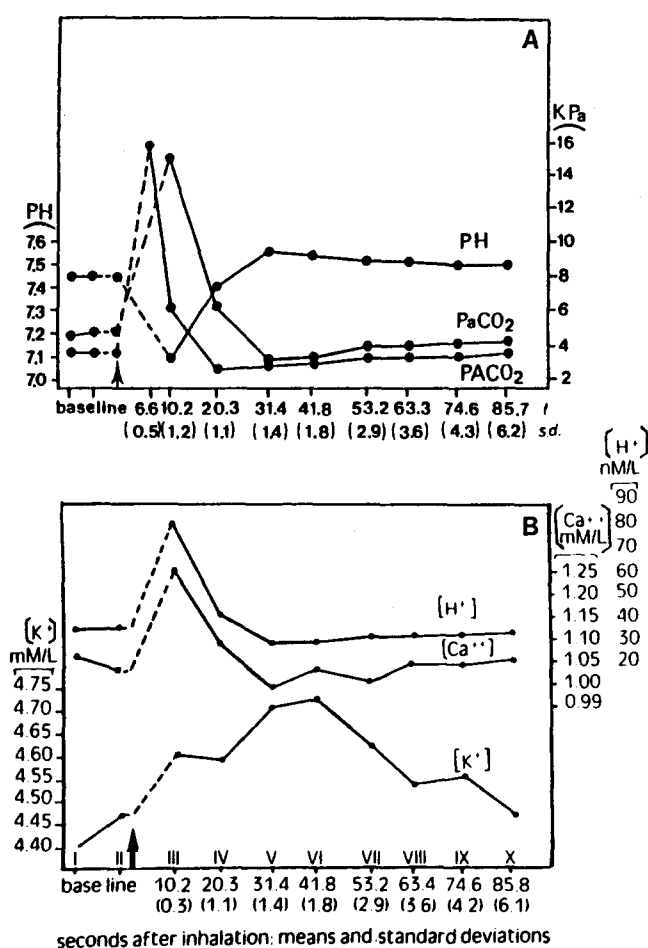 A
KPa
16
14
12
PH
7,6
7,5
7,4
7,3
7,2
7,1
7,0
10
8
6
4
2
PH
PaCO2
PACO2
baseline 6.6 10.2 20.3 31.4 41.8 53.2 63.3 74.6 85.7 t
(0.5) (1.2) (1.1) (1.4) (1.8) (2.9) (3.6) (4.3) (6.2) s.d.
B
[H+]
nM/L
90
80
70
60
50
40
30
20
[Ca++]
mM/L
1.25
1.20
1.15
1.10
1.05
1.00
0.99
[K+]
mM/L
4.75
4.70
4.60
4.55
4.50
4.45
4.40
[H+]
[Ca++]
[K+]
I II III IV V VI VII VIII IX X
base line 10.2 20.3 31.4 41.8 53.2 63.4 74.6 85.8
(0.3) (1.1) (1.4) (1.8) (2.9) (3.6) (4.2) (6.1)
seconds after inhalation: means and standard deviations